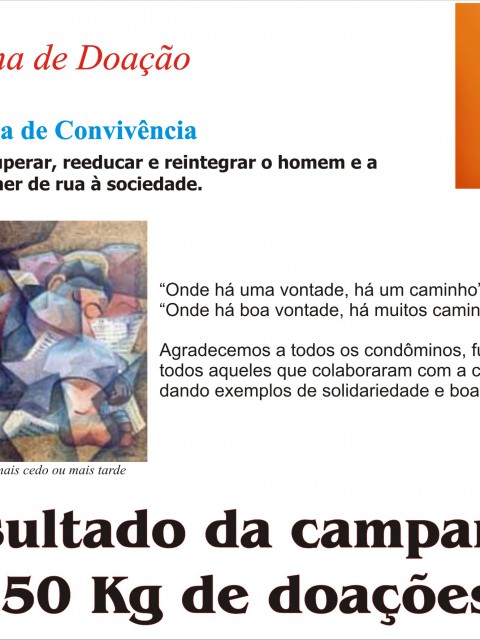 na de Doação
a de Convivência
uperar, reeducar e reintegrar o homem e a
her de rua à sociedade.
“Onde há uma vontade, há um caminho”
“Onde há boa vontade, há muitos camin
Agradecemos a todos os condôminos, fu
todos aqueles que colaboraram com a c
dando exemplos de solidariedade e boa
mais cedo ou mais tarde
sultado da campan
50 Kg de doações